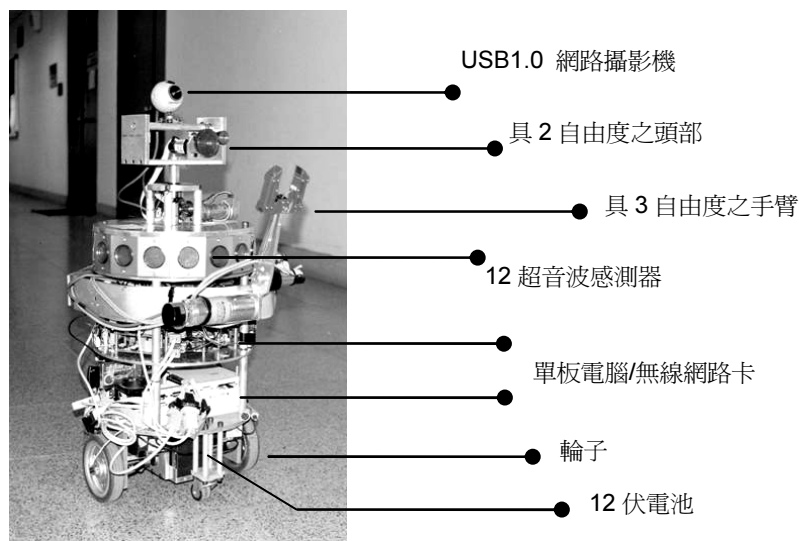 USB1.0 網路攝影機
具 2 自由度之頭部
具 3 自由度之手臂
12 超音波感測器
單板電腦/無線網路卡
輪子
12 伏電池